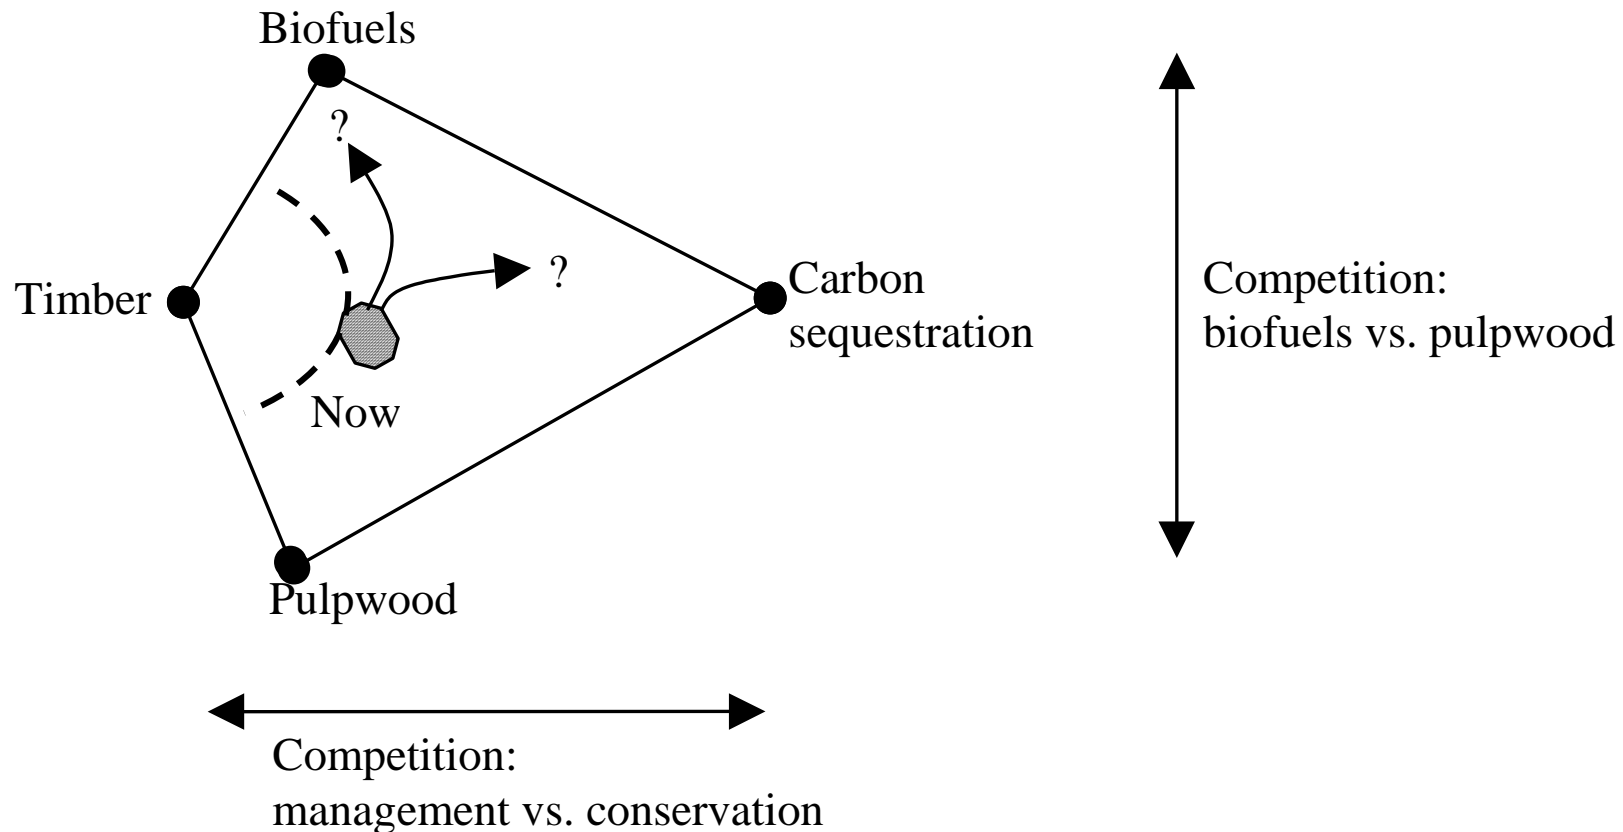 Biofuels
?
?
Timber
Carbon
sequestration
Now
Pulpwood
Competition:
biofuels vs. pulpwood
Competition:
management vs. conservation